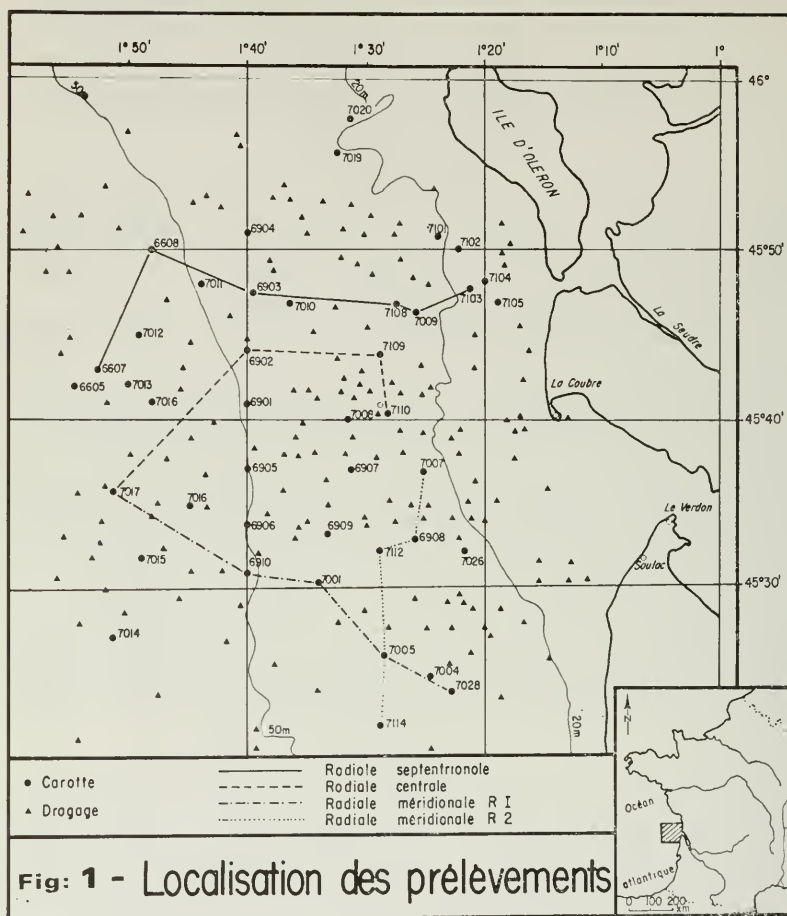 1° 50' 1°40' 1°30' 1°20' 1°10' 1°
46°
50m
20m
7020
7019
ILE D'OLERON
6904
7101
7102
45°50'
6608
7011
6903
7010
7108
7009
7103
7104
7105
La Seudre
7012
6902
7109
6607
6605
7013
7016
6901
7008
7110
La Coubre
45°40'
6905
6907
7007
7017
7016
6906
6909
6908
Le Verdon
7015
6910
7112
7026
Soulac
7001
45°30'
7014
7005
7004
7028
7114
50m
20m
Carotte
Dragage
Radiale septentrionale
Radiale centrale
Radiale méridionale R I
Radiale méridionale R 2
N
Océan
atlantique
0 100 200
km
Fig: 1 - Localisation des prélèvements